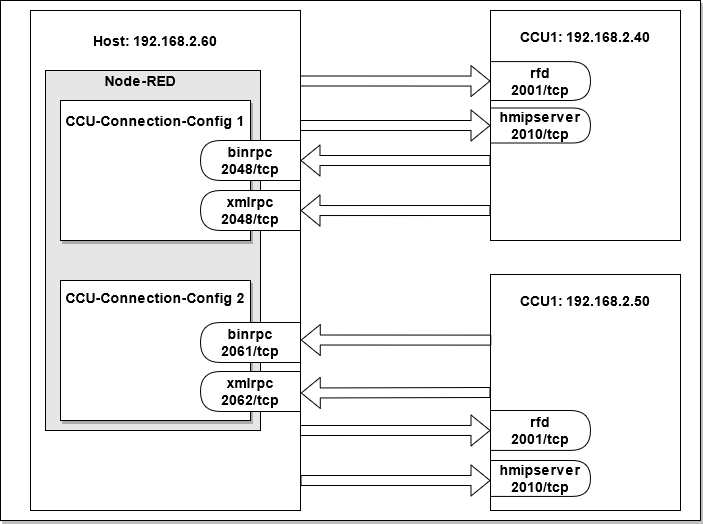 Host: 192.168.2.60
Node-RED
CCU-Connection-Config 1
binrpc
2048/tcp
xmlrpc
2048/tcp
CCU-Connection-Config 2
binrpc
2061/tcp
xmlrpc
2062/tcp
CCU1: 192.168.2.40
rfd
2001/tcp
hmipserver
2010/tcp
CCU1: 192.168.2.50
rfd
2001/tcp
hmipserver
2010/tcp